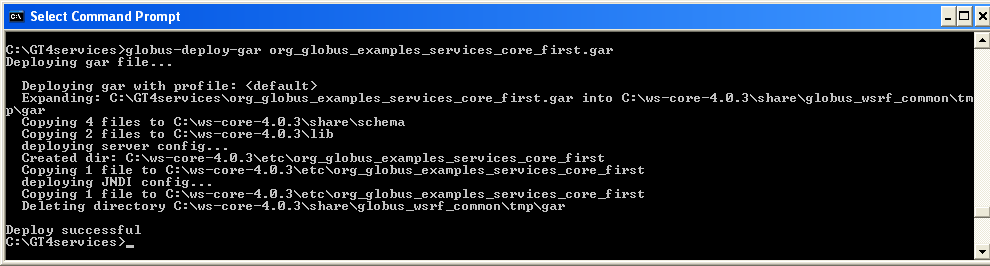 Select Command Prompt
C:\GT4services>globus-deploy-gar org_globus_examples_services_core_first.gar
Deploying gar file...
Deploying gar with profile: <default>
Expanding: C:\GT4services\org_globus_examples_services_core_first.gar into C:\ws-core-4.0.3\share\globus_wsrf_common\tm
p\gar
Copying 4 files to C:\ws-core-4.0.3\share\schema
Copying 2 files to C:\ws-core-4.0.3\lib
deploying server config...
Created dir: C:\ws-core-4.0.3\etc\org_globus_examples_services_core_first
Copying 1 file to C:\ws-core-4.0.3\etc\org_globus_examples_services_core_first
deploying JNDI config...
Copying 1 file to C:\ws-core-4.0.3\etc\org_globus_examples_services_core_first
Deleting directory C:\ws-core-4.0.3\share\globus_wsrf_common\tmp\gar
Deploy successful
C:\GT4services>_